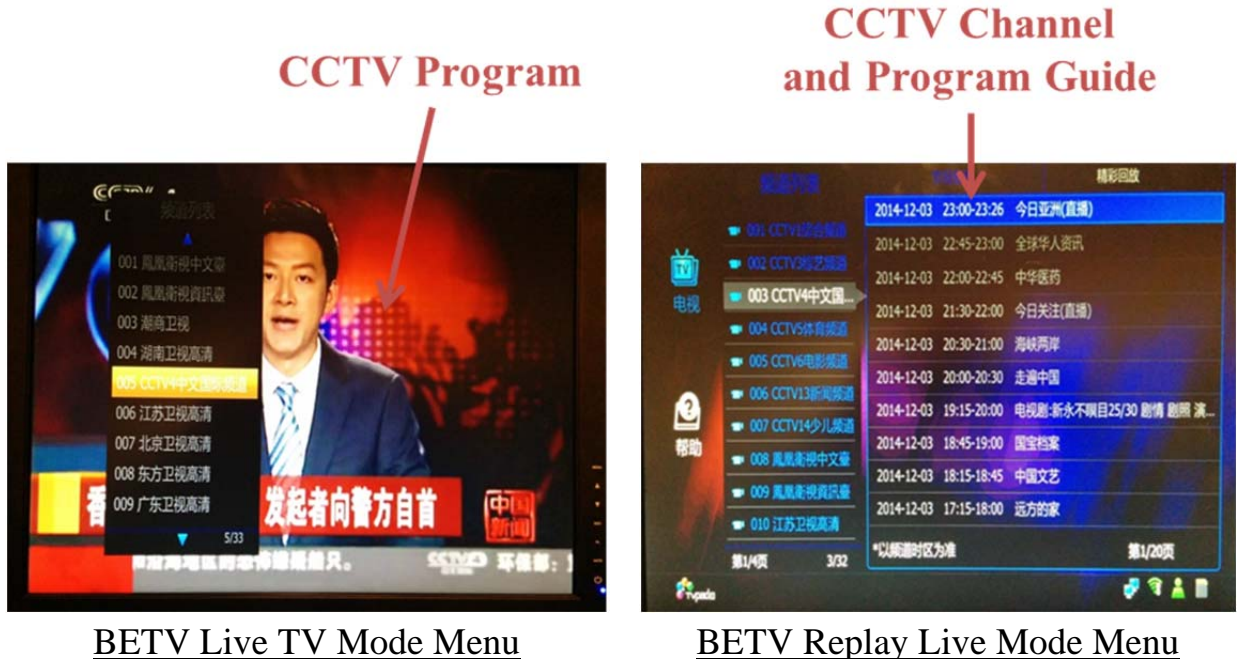 CCTV Program
CCTV Channel
and Program Guide
频道列表
001 鳳凰衛視中文臺
002 鳳凰衛視資訊臺
003 潮商卫视
004 湖南卫视高清
005 CCTV4中文国际频道
006 江苏卫视高清
007 北京卫视高清
008 东方卫视高清
009 广东卫视高清
5/33
香
发起者向警方自首
中国
新闻
环保部:
频道列表
精彩回放
电视
帮助
001 CCTV1综合频道
002 CCTV3综艺频道
003 CCTV4中文国...
004 CCTV5体育频道
005 CCTV6电影频道
006 CCTV13新闻频道
007 CCTV14少儿频道
008 鳳凰衛視中文臺
009 鳳凰衛視資訊臺
010 江苏卫视高清
第1/4页 3/32
2014-12-03 23:00-23:26 今日亚洲(直播)
2014-12-03 22:45-23:00 全球华人资讯
2014-12-03 22:00-22:45 中华医药
2014-12-03 21:30-22:00 今日关注(直播)
2014-12-03 20:30-21:00 海峡两岸
2014-12-03 20:00-20:30 走遍中国
2014-12-03 19:15-20:00 电视剧:新永不瞑目25/30 剧情 剧照 演...
2014-12-03 18:45-19:00 国宝档案
2014-12-03 18:15-18:45 中国文艺
2014-12-03 17:15-18:00 远方的家
*以频道时区为准 第1/20页
Tvpada
BETV Live TV Mode Menu
BETV Replay Live Mode Menu